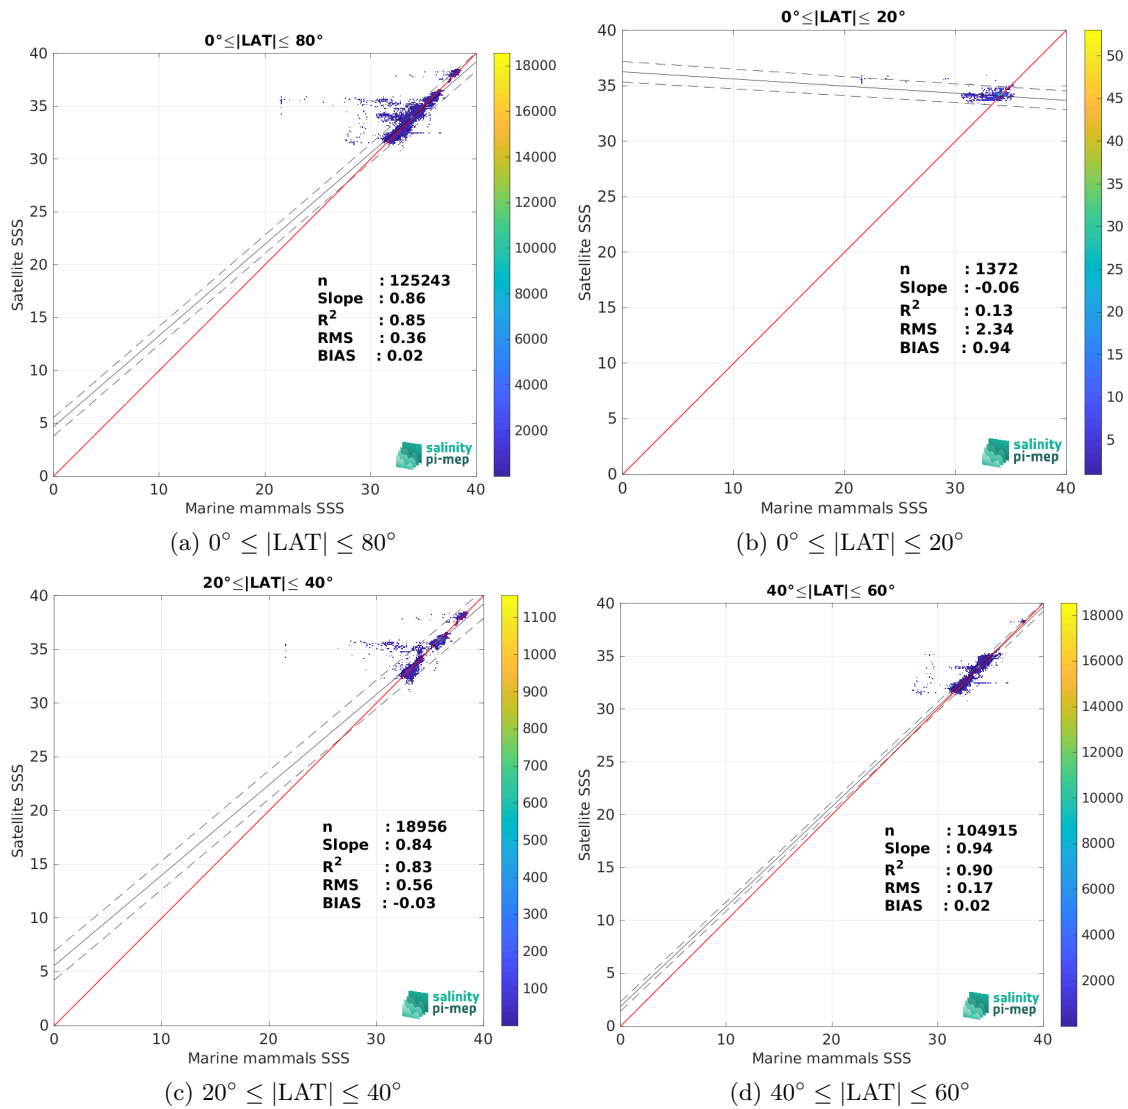 0°≤|LAT|≤ 80°
40
35
30
25
20
15
10
5
0
Satellite SSS
0
10
20
30
40
Marine mammals SSS
n : 125243
Slope : 0.86
R² : 0.85
RMS : 0.36
BIAS : 0.02
salinity
pi-mep
18000
16000
14000
12000
10000
8000
6000
4000
2000
(a) 0° ≤ |LAT| ≤ 80°
0°≤|LAT|≤ 20°
40
35
30
25
20
15
10
5
0
Satellite SSS
0
10
20
30
40
Marine mammals SSS
n : 1372
Slope : -0.06
R² : 0.13
RMS : 2.34
BIAS : 0.94
salinity
pi-mep
50
45
40
35
30
25
20
15
10
5
(b) 0° ≤ |LAT| ≤ 20°
20°≤|LAT|≤ 40°
40
35
30
25
20
15
10
5
0
Satellite SSS
0
10
20
30
40
Marine mammals SSS
n : 18956
Slope : 0.84
R² : 0.83
RMS : 0.56
BIAS : -0.03
salinity
pi-mep
1100
1000
900
800
700
600
500
400
300
200
100
(c) 20° ≤ |LAT| ≤ 40°
40°≤|LAT|≤ 60°
40
35
30
25
20
15
10
5
0
Satellite SSS
0
10
20
30
40
Marine mammals SSS
n : 104915
Slope : 0.94
R² : 0.90
RMS : 0.17
BIAS : 0.02
salinity
pi-mep
18000
16000
14000
12000
10000
8000
6000
4000
2000
(d) 40° ≤ |LAT| ≤ 60°